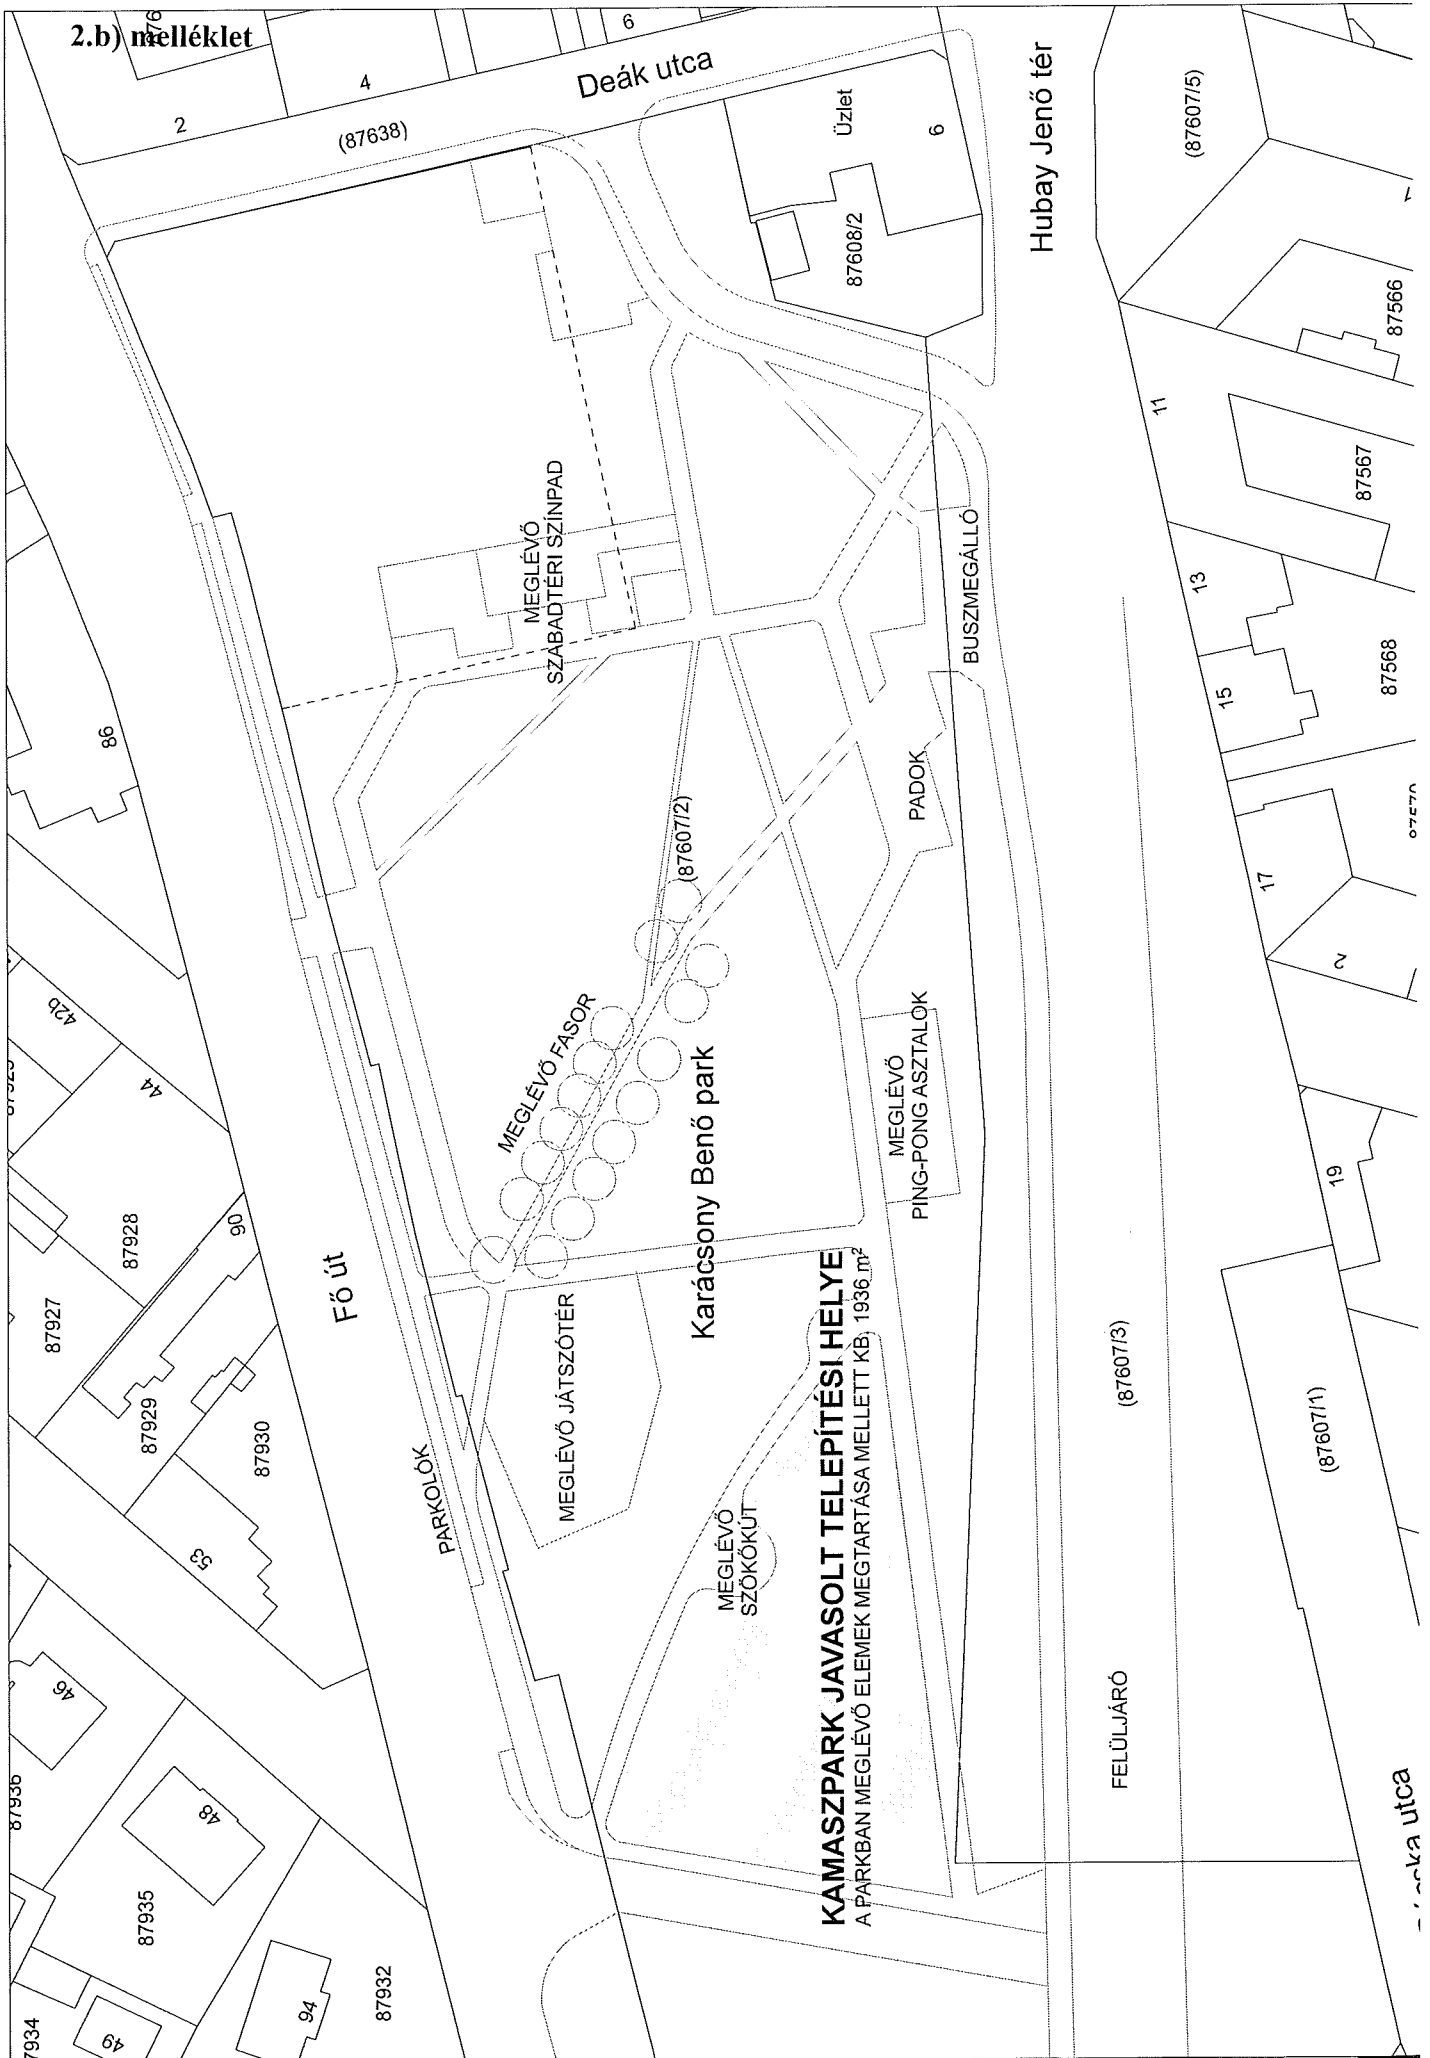 2.b) melléklet
6
4
2
(87638)
Deák utca
Üzlet
6
87608/2
Hubay Jenő tér
(87607/5)
1
87566
11
87567
13
87568
15
17
2
19
MEGLÉVŐ
SZABADTÉRI SZÍNPAD
BUSZMEGÁLLÓ
PADOK
(87607/2)
MEGLÉVŐ FASOR
Karácsony Benő park
MEGLÉVŐ
PING-PONG ASZTALOK
86
42b
44
87928
90
87927
Fő út
87929
87930
53
PARKOLÓK
MEGLÉVŐ JÁTSZÓTÉR
MEGLÉVŐ
SZÖKŐKÚT
KAMASZPARK JAVASOLT TELEPÍTÉSI HELYE
A PARKBAN MEGLÉVŐ ELEMEK MEGTARTÁSA MELLETT KB. 1936 m²
(87607/3)
(87607/1)
FELÜLJÁRÓ
46
87936
48
87935
94
87932
49
7934
utca